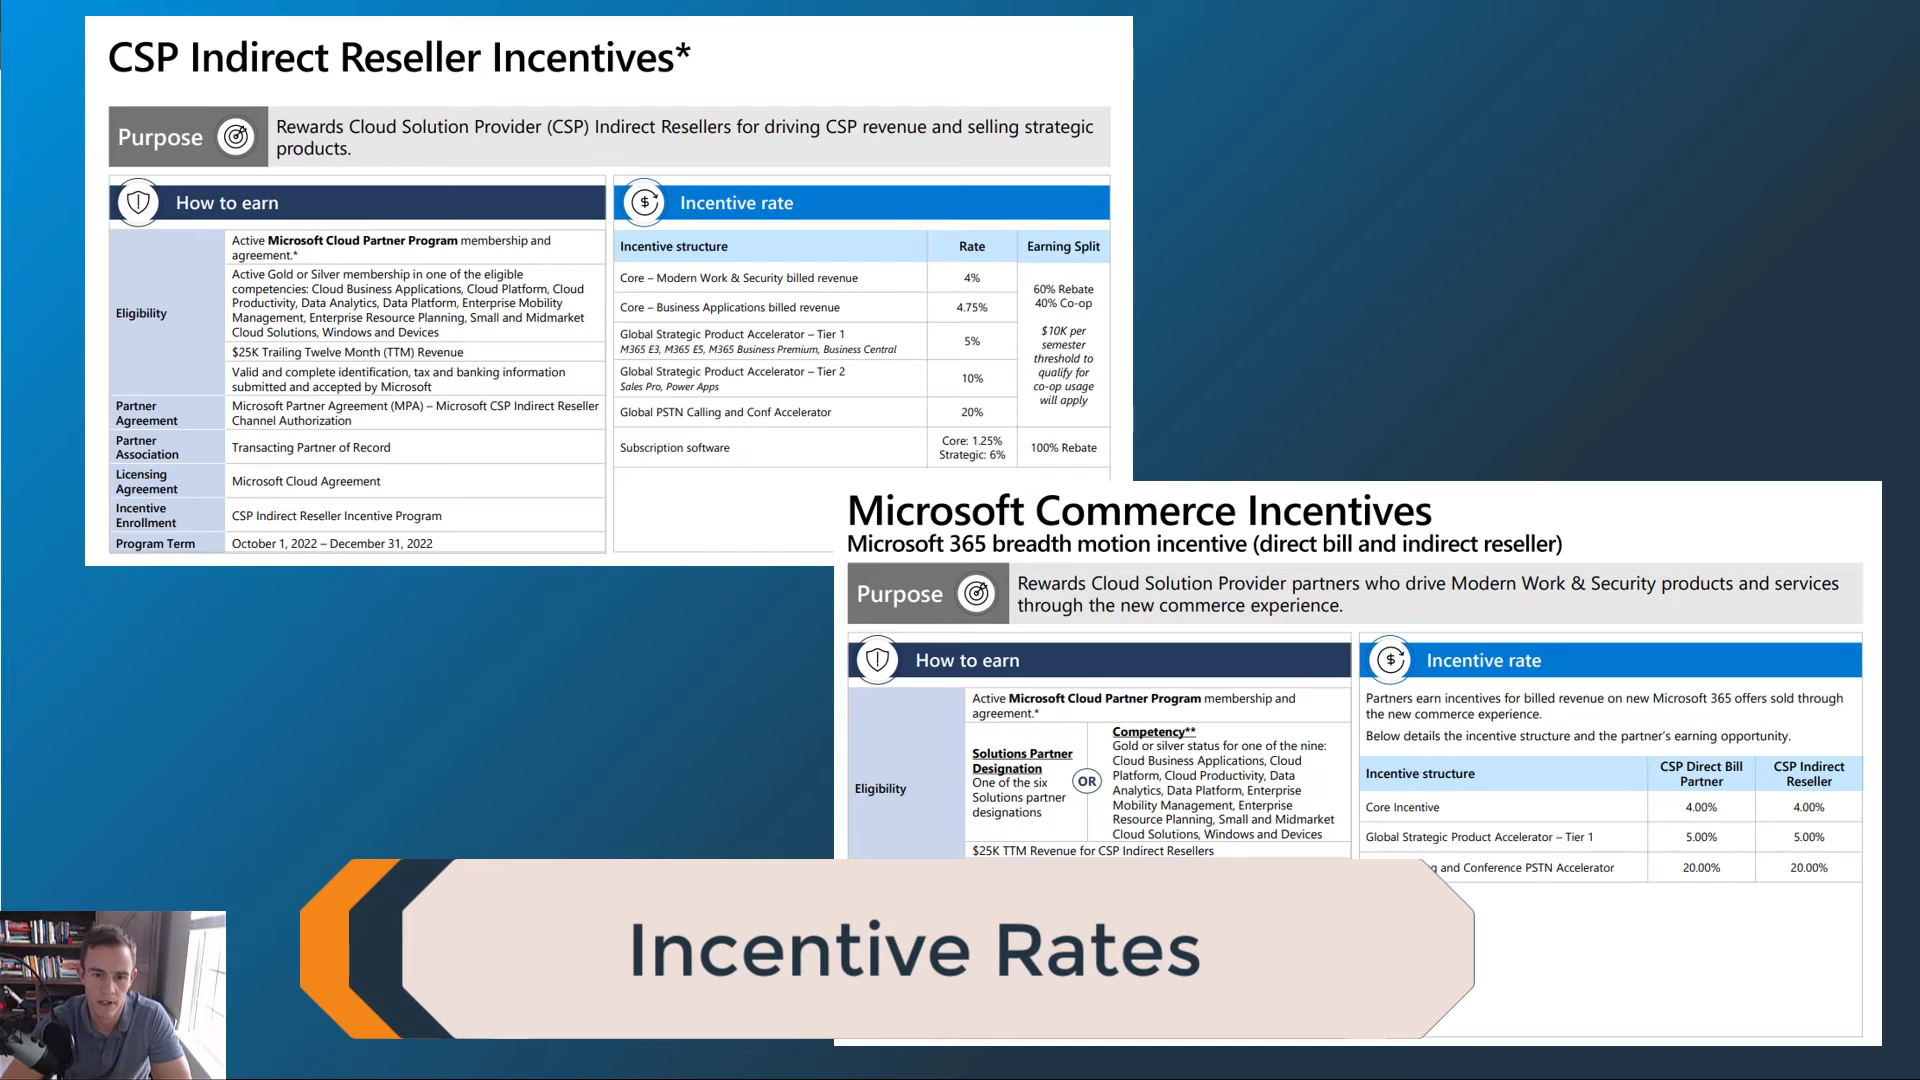 CSP Indirect Reseller Incentives*
Purpose
Rewards Cloud Solution Provider (CSP) Indirect Resellers for driving CSP revenue and selling strategic
products.
How to earn
Eligibility
Active Microsoft Cloud Partner Program membership and
agreement.*
Active Gold or Silver membership in one of the eligible
competencies: Cloud Business Applications, Cloud Platform, Cloud
Productivity, Data Analytics, Data Platform, Enterprise Mobility
Management, Enterprise Resource Planning, Small and Midmarket
Cloud Solutions, Windows and Devices
$25K Trailing Twelve Month (TTM) Revenue
Valid and complete identification, tax and banking information
submitted and accepted by Microsoft
Partner
Agreement
Microsoft Partner Agreement (MPA) – Microsoft CSP Indirect Reseller
Channel Authorization
Partner
Association
Transacting Partner of Record
Licensing
Agreement
Microsoft Cloud Agreement
Incentive
Enrollment
CSP Indirect Reseller Incentive Program
Program Term
October 1, 2022 – December 31, 2022
Incentive rate
Incentive structure Rate Earning Split
Core – Modern Work & Security billed revenue 4%
Core – Business Applications billed revenue 4.75%
Global Strategic Product Accelerator – Tier 1
M365 E3, M365 E5, M365 Business Premium, Business Central
5%
Global Strategic Product Accelerator – Tier 2
Sales Pro, Power Apps
10%
Global PSTN Calling and Conf Accelerator 20%
60% Rebate
40% Co-op
$10K per
semester
threshold to
qualify for
co-op usage
will apply
Subscription software
Core: 1.25%
Strategic: 6%
100% Rebate
Microsoft Commerce Incentives
Microsoft 365 breadth motion incentive (direct bill and indirect reseller)
Purpose
Rewards Cloud Solution Provider partners who drive Modern Work & Security products and services
through the new commerce experience.
How to earn
Eligibility
Active Microsoft Cloud Partner Program membership and
agreement.*
Solutions Partner
Designation
One of the six
Solutions partner
designations
OR
Competency**
Gold or silver status for one of the nine:
Cloud Business Applications, Cloud
Platform, Cloud Productivity, Data
Analytics, Data Platform, Enterprise
Mobility Management, Enterprise
Resource Planning, Small and Midmarket
Cloud Solutions, Windows and Devices
$25K TTM Revenue for CSP Indirect Resellers
Incentive rate
Partners earn incentives for billed revenue on new Microsoft 365 offers sold through
the new commerce experience.
Below details the incentive structure and the partner's earning opportunity.
Incentive structure
CSP Direct Bill
Partner
CSP Indirect
Reseller
Core Incentive 4.00% 4.00%
Global Strategic Product Accelerator – Tier 1 5.00% 5.00%
and Conference PSTN Accelerator 20.00% 20.00%
Incentive Rates